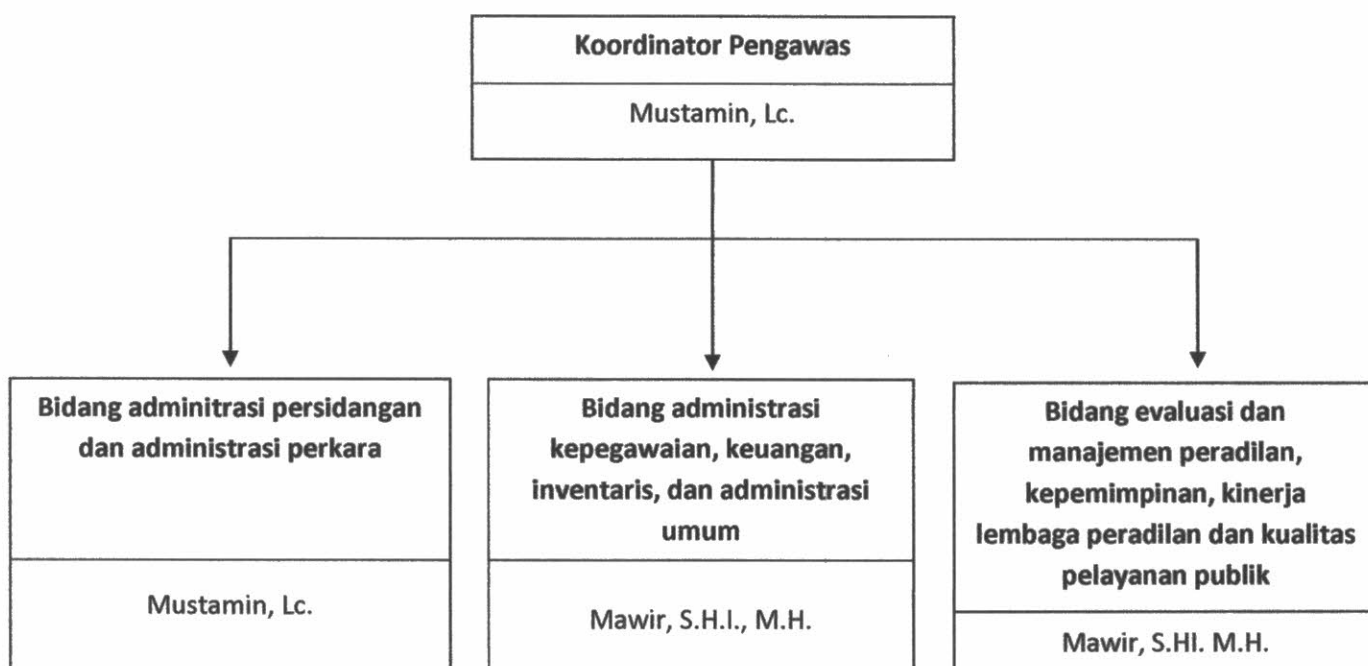 Koordinator Pengawas
Mustamin, Lc.
Bidang adminitrasi persidangan
dan administrasi perkara
Mustamin, Lc.
Bidang administrasi
kepegawaian, keuangan,
inventaris, dan administrasi
umum
Mawir, S.H.I., M.H.
Bidang evaluasi dan
manajemen peradilan,
kepemimpinan, kinerja
lembaga peradilan dan kualitas
pelayanan publik
Mawir, S.HI. M.H.